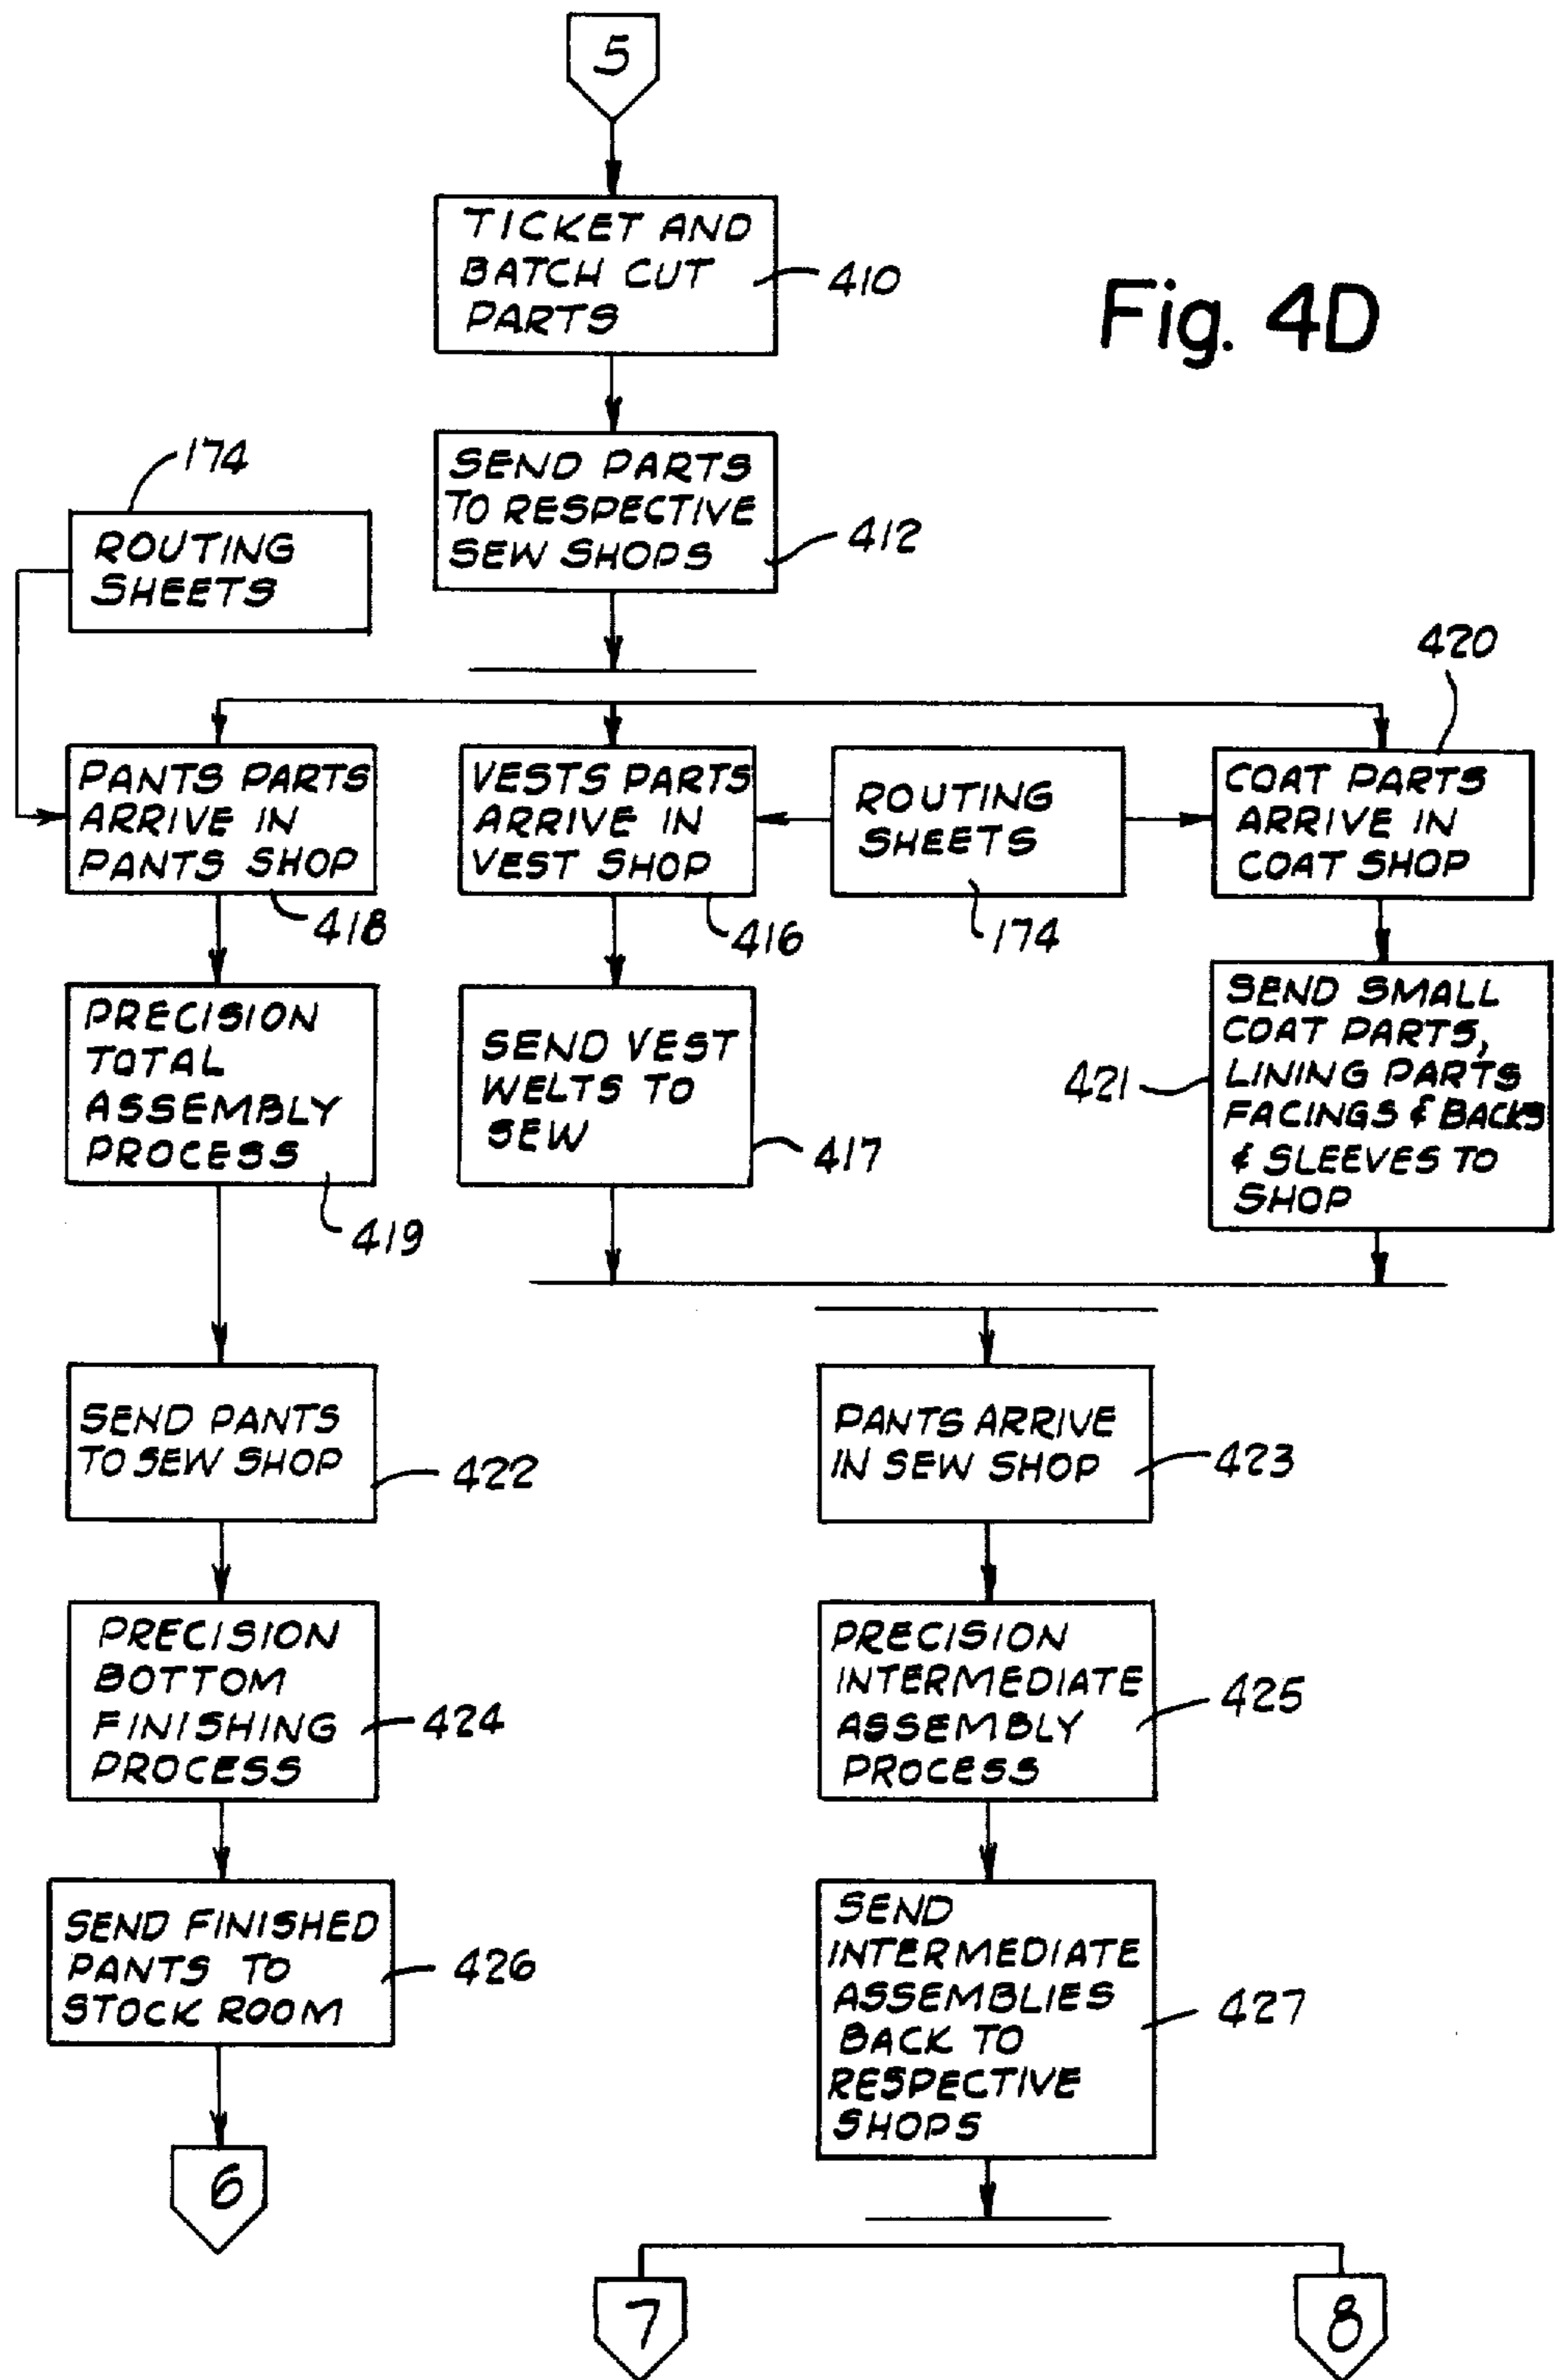 5
TICKET AND
BATCH CUT
PARTS
410
Fig. 4D
SEND PARTS
TO RESPECTIVE
SEW SHOPS
412
174
ROUTING
SHEETS
420
PANTS PARTS
ARRIVE IN
PANTS SHOP
418
VESTS PARTS
ARRIVE IN
VEST SHOP
416
ROUTING
SHEETS
174
COAT PARTS
ARRIVE IN
COAT SHOP
PRECISION
TOTAL
ASSEMBLY
PROCESS
419
SEND VEST
WELTS TO
SEW
417
421
SEND SMALL
COAT PARTS,
LINING PARTS
FACINGS & BACKS
& SLEEVES TO
SHOP
SEND PANTS
TO SEW SHOP
422
PANTS ARRIVE
IN SEW SHOP
423
PRECISION
BOTTOM
FINISHING
PROCESS
424
PRECISION
INTERMEDIATE
ASSEMBLY
PROCESS
425
SEND FINISHED
PANTS TO
STOCK ROOM
426
SEND
INTERMEDIATE
ASSEMBLIES
BACK TO
RESPECTIVE
SHOPS
427
6
7
8